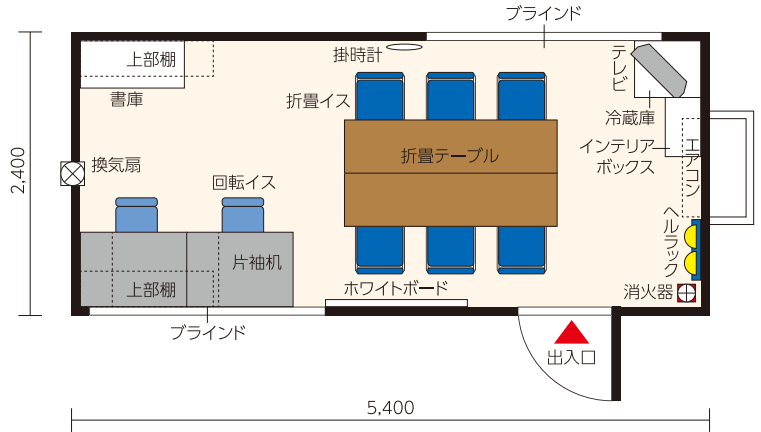 ブラインド
上部棚
掛時計
テレビ
書庫
折畳イス
冷蔵庫
インテリア
ボックス
エアコン
2,400
換気扇
折畳テーブル
回転イス
ヘルラック
片袖机
上部棚
ホワイトボード
消火器
ブラインド
出入口
5,400